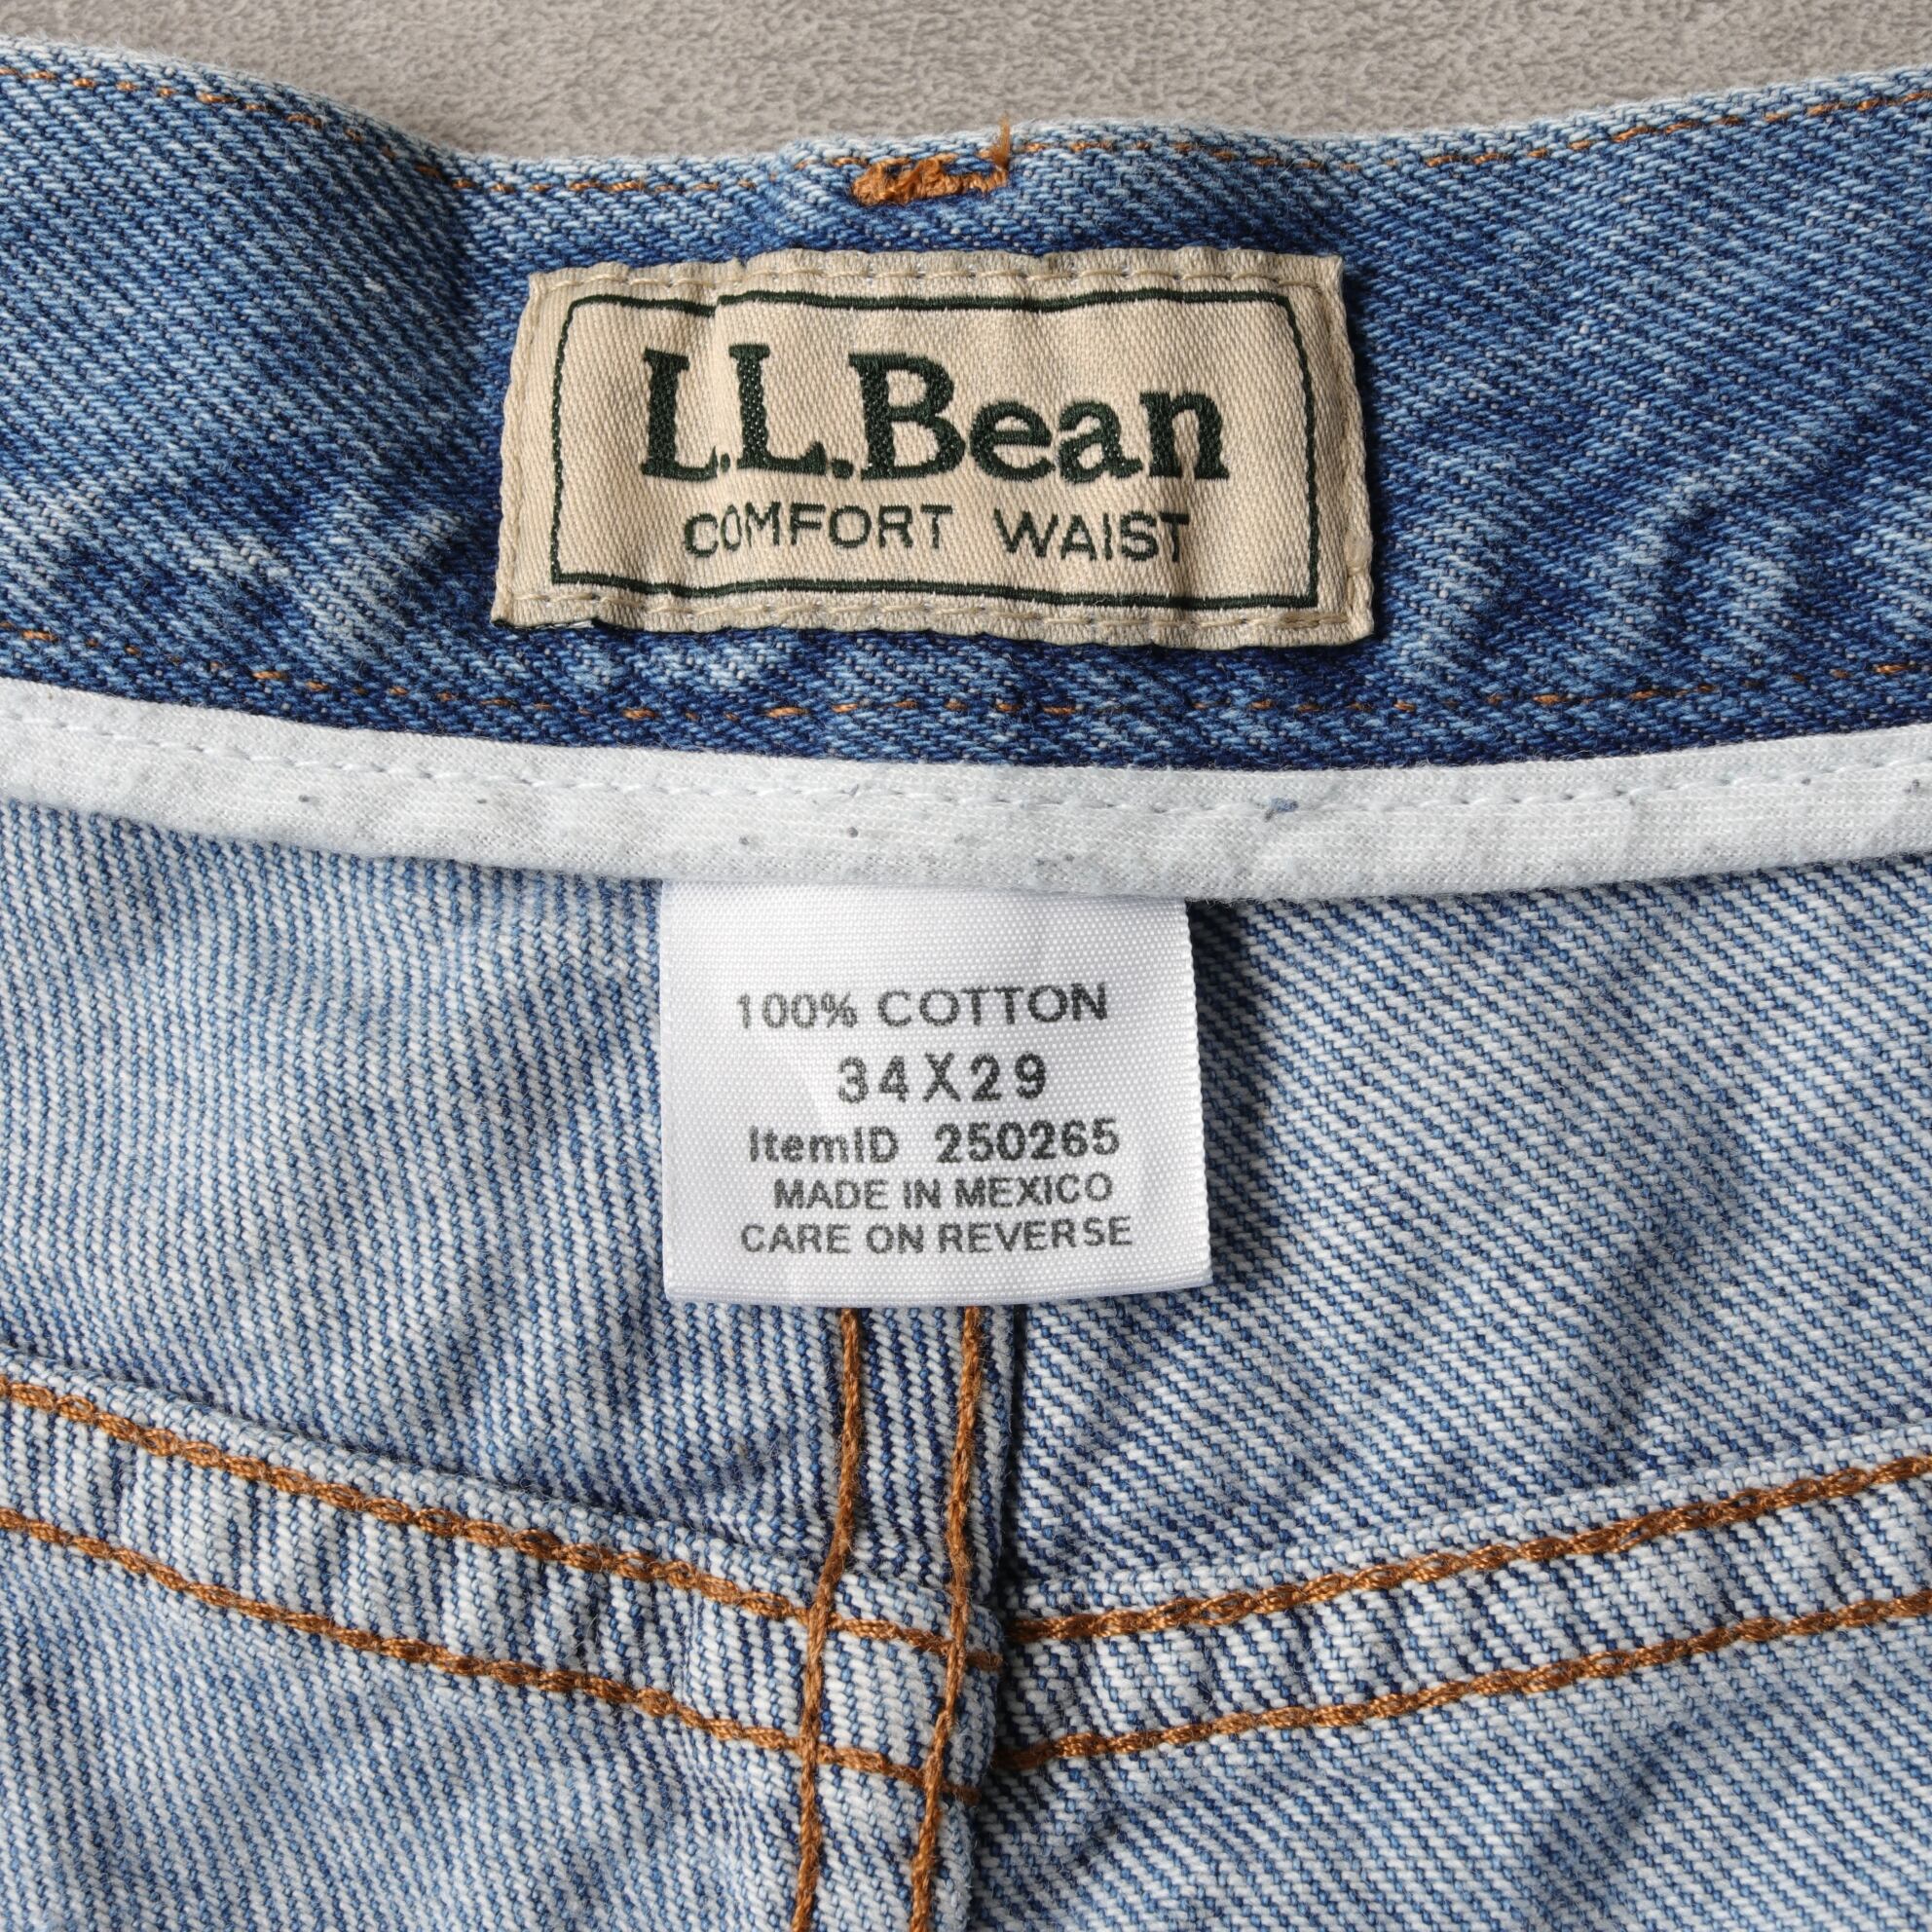 L.L.Bean
COMFORT WAIST
100% COTTON
34X29
ItemID 250265
MADE IN MEXICO
CARE ON REVERSE